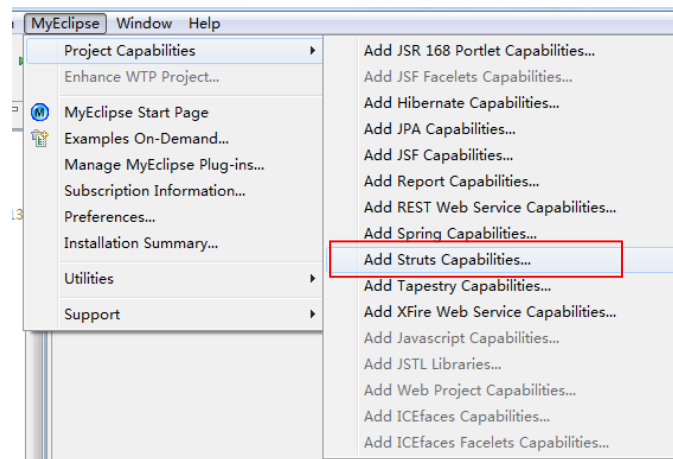 MyEclipse Window Help
Project Capabilities
Enhance WTP Project...
MyEclipse Start Page
Examples On-Demand...
Manage MyEclipse Plug-ins...
Subscription Information...
Preferences...
Installation Summary...
Utilities
Support
13
Add JSR 168 Portlet Capabilities...
Add JSF Facelets Capabilities...
Add Hibernate Capabilities...
Add JPA Capabilities...
Add JSF Capabilities...
Add Report Capabilities...
Add REST Web Service Capabilities...
Add Spring Capabilities...
Add Struts Capabilities...
Add Tapestry Capabilities...
Add XFire Web Service Capabilities...
Add Javascript Capabilities...
Add JSTL Libraries...
Add Web Project Capabilities...
Add ICEfaces Capabilities...
Add ICEfaces Facelets Capabilities...